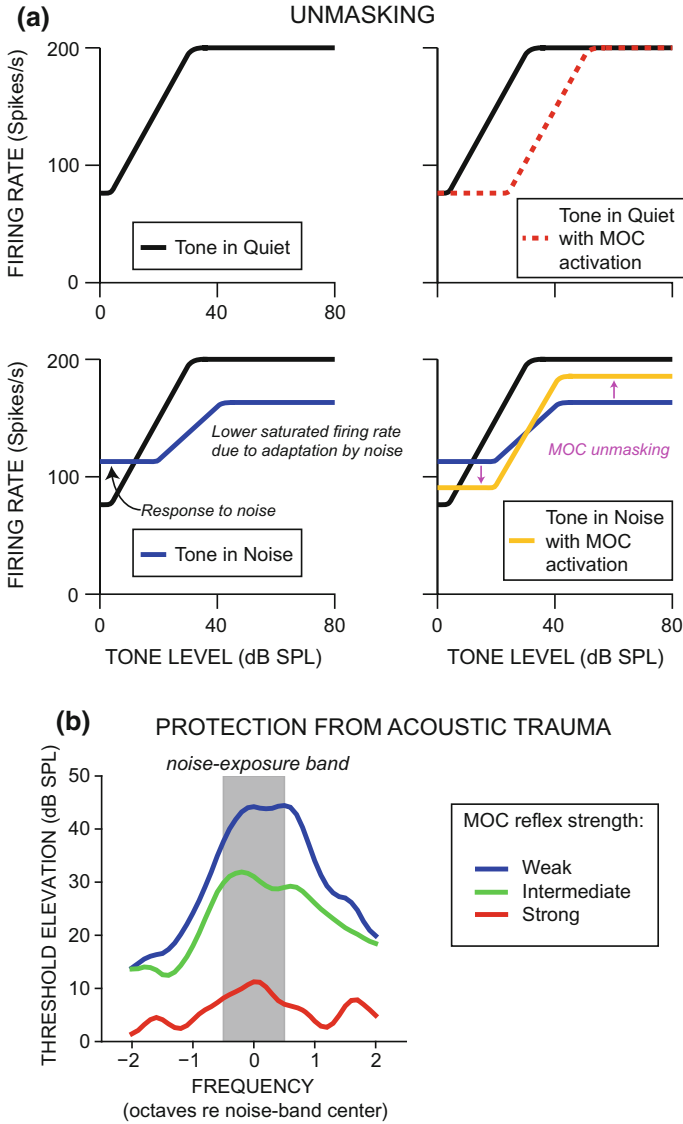 (a)
UNMASKING
FIRING RATE (Spikes/s)
200
100
0
0
40
80
Tone in Quiet
0
40
80
Tone in Quiet
with MOC
activation
FIRING RATE (Spikes/s)
200
100
0
Lower saturated firing rate
due to adaptation by noise
Response to noise
Tone in Noise
0
40
80
TONE LEVEL (dB SPL)
MOC unmasking
Tone in Noise
with MOC
activation
0
40
80
TONE LEVEL (dB SPL)
(b)
PROTECTION FROM ACOUSTIC TRAUMA
noise-exposure band
THRESHOLD ELEVATION (dB SPL)
50
40
30
20
10
0
−2
−1
0
1
2
FREQUENCY
(octaves re noise-band center)
MOC reflex strength:
Weak
Intermediate
Strong